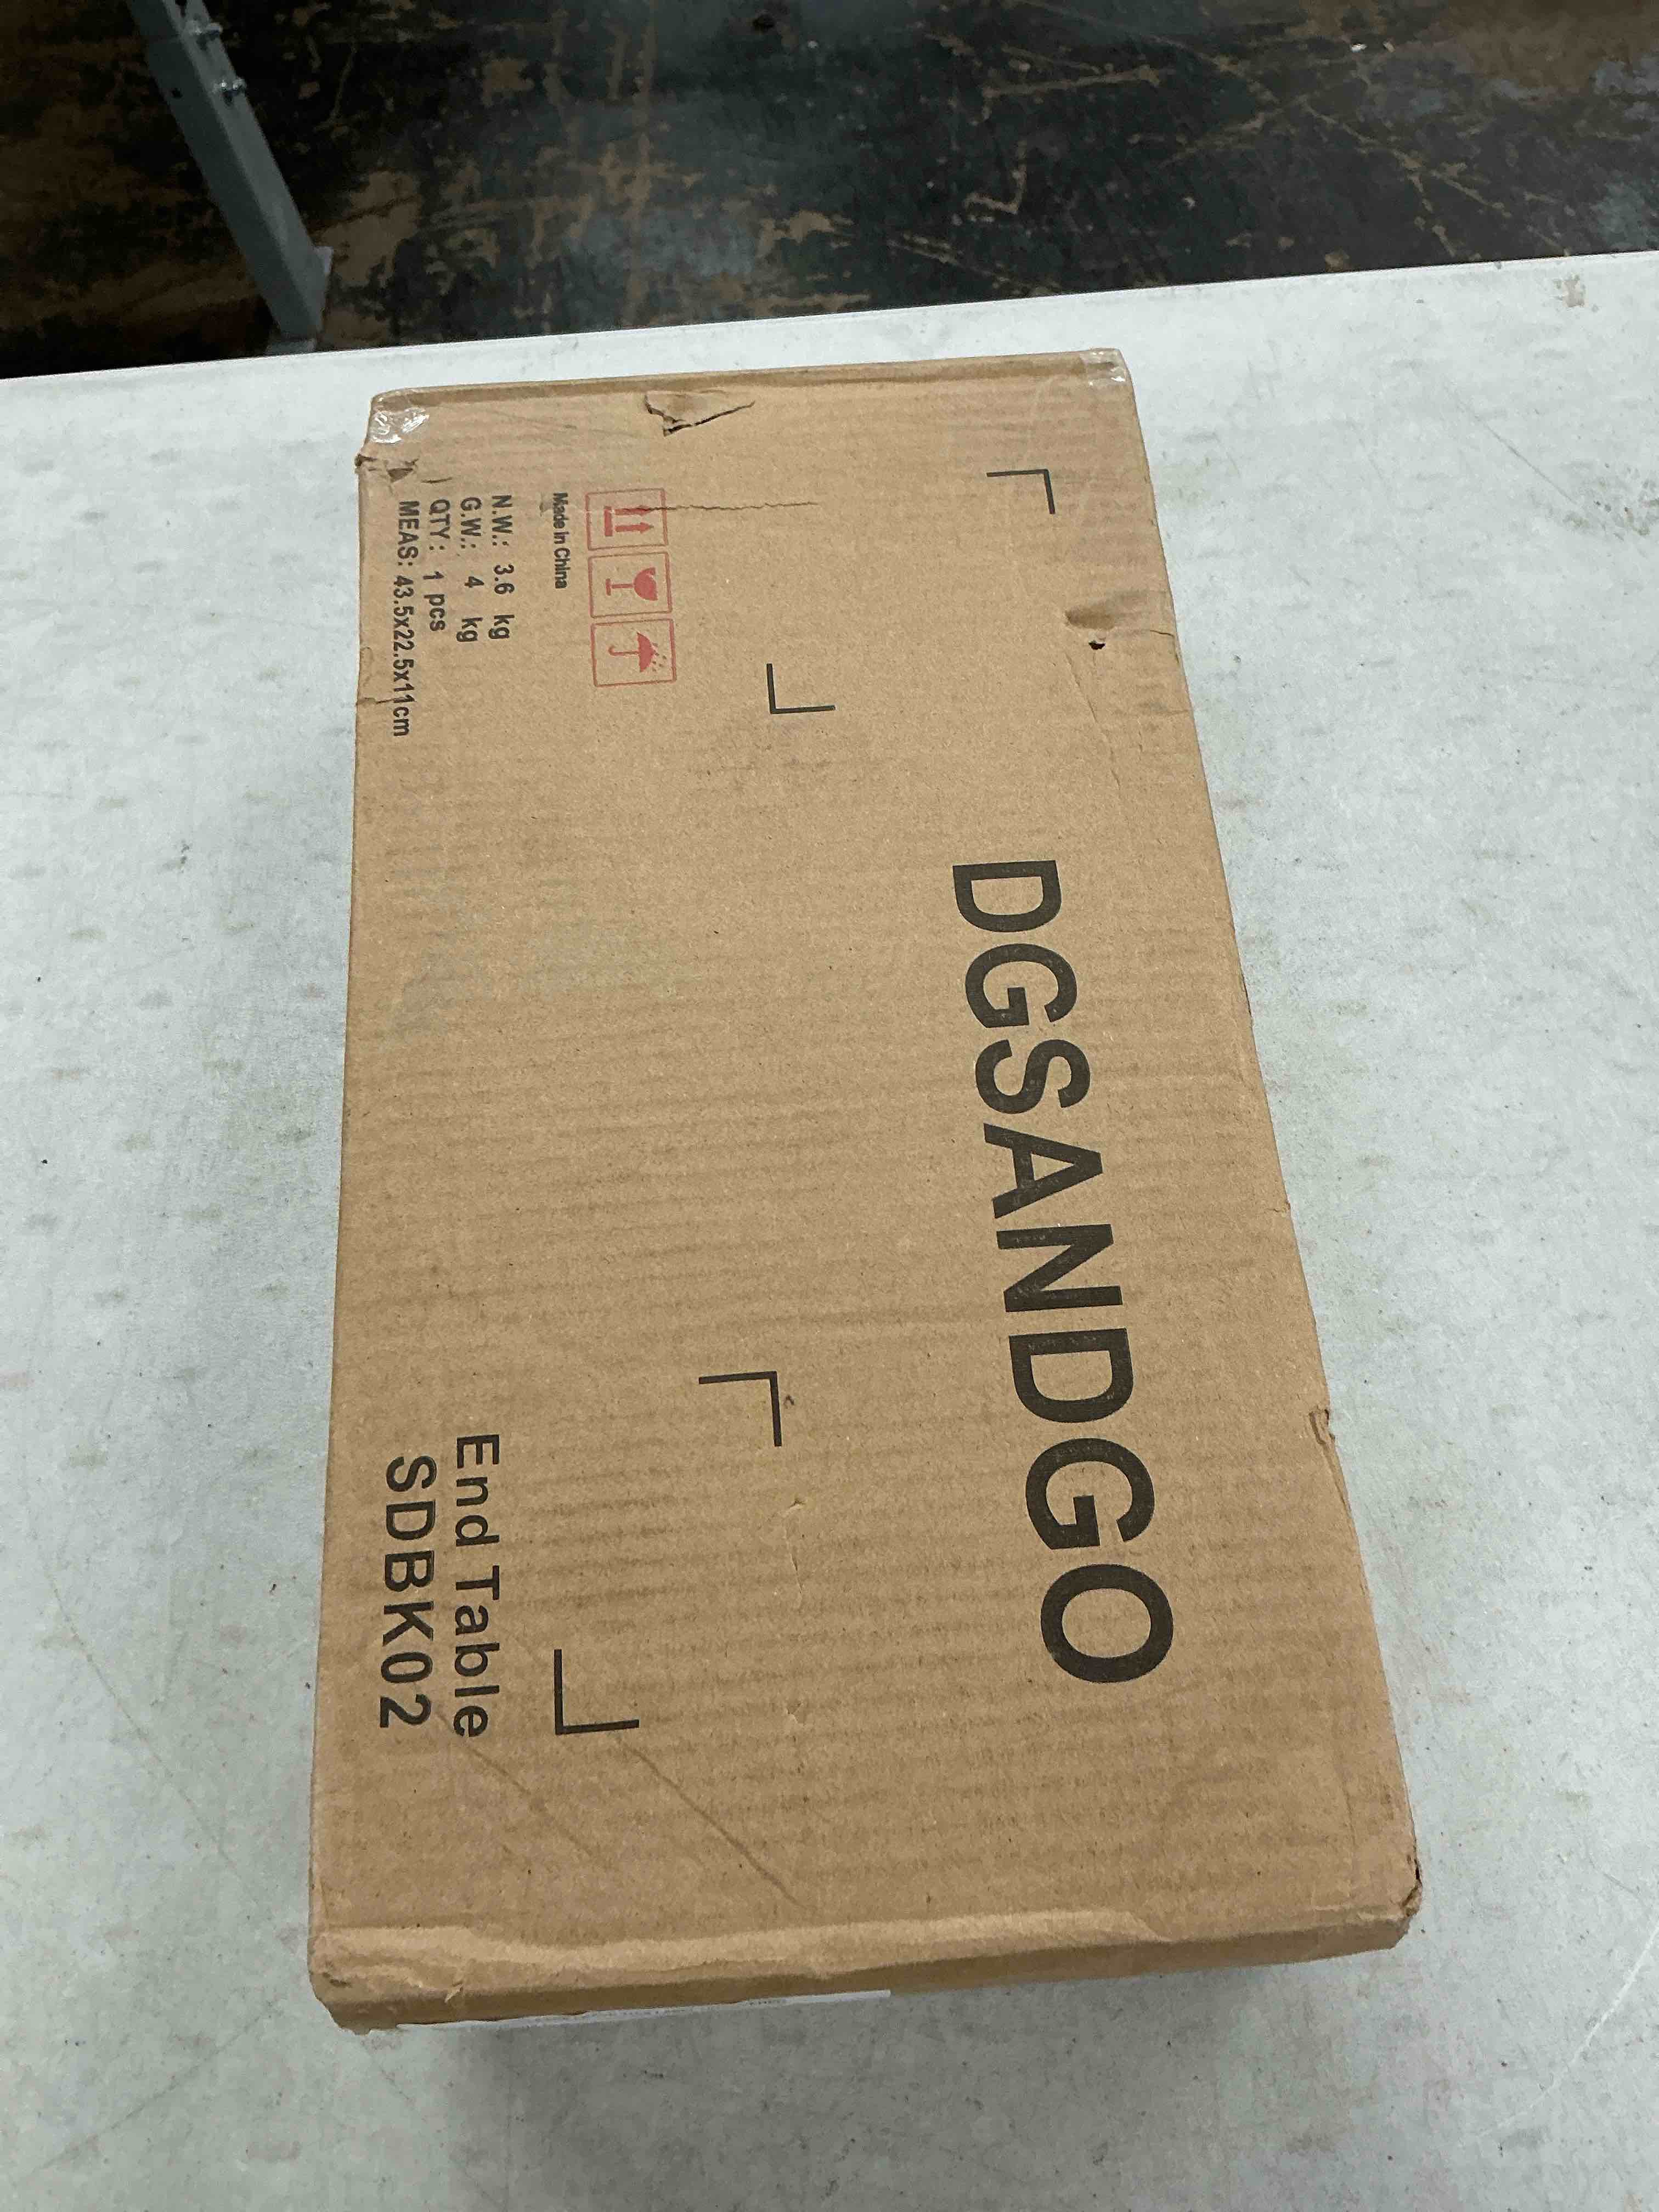 DGSANDGO
Made in China
N.W.: 3.6 kg
G.W.: 4 kg
QTY: 1 pcs
MEAS: 43.5x22.5x11cm
End Table
SDBK02